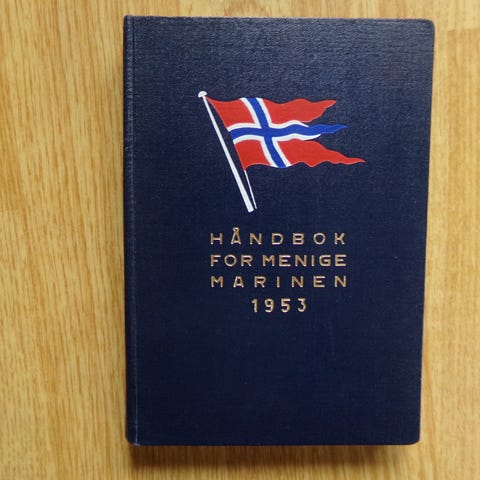 HÅNDBOK
FOR MENIGE
MARINEN
1953